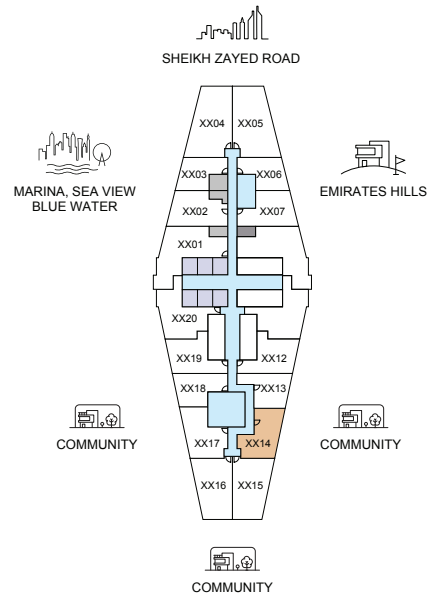 SHEIKH ZAYED ROAD
XX04
XX05
MARINA, SEA VIEW
BLUE WATER
EMIRATES HILLS
XX03
XX06
XX02
XX07
XX01
XX20
XX19
XX12
XX18
XX13
COMMUNITY
COMMUNITY
XX17
XX14
XX16
XX15
COMMUNITY